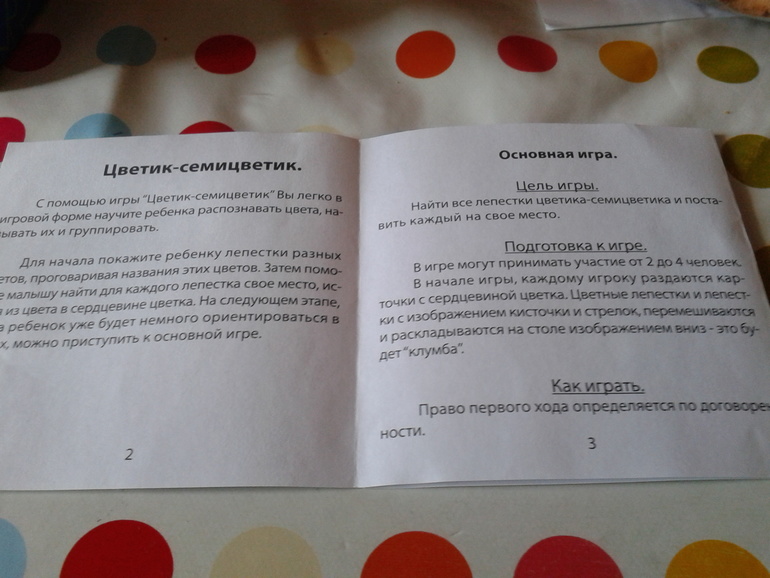 Цветик-семицветик.
С помощью игры "Цветик-семицветик" Вы легко в
игровой форме научите ребенка распознавать цвета, на-
ывать их и группировать.
Для начала покажите ребенку лепестки разных
етов, проговаривая названия этих цветов. Затем помо-
е малышу найти для каждого лепестка свое место, ис-
я из цвета в сердцевине цветка. На следующем этапе,
а ребенок уже будет немного ориентироваться в
х, можно приступить к основной игре.
2
Основная игра.
Цель игры.
Найти все лепестки цветика-семицветика и поста-
вить каждый на свое место.
Подготовка к игре.
В игре могут принимать участие от 2 до 4 человек.
В начале игры, каждому игроку раздаются кар-
точки с сердцевиной цветка. Цветные лепестки и лепест-
ки с изображением кисточки и стрелок, перемешиваются
и раскладываются на столе изображением вниз - это бу-
дет "клумба".
Как играть.
Право первого хода определяется по договорен-
ности.
3